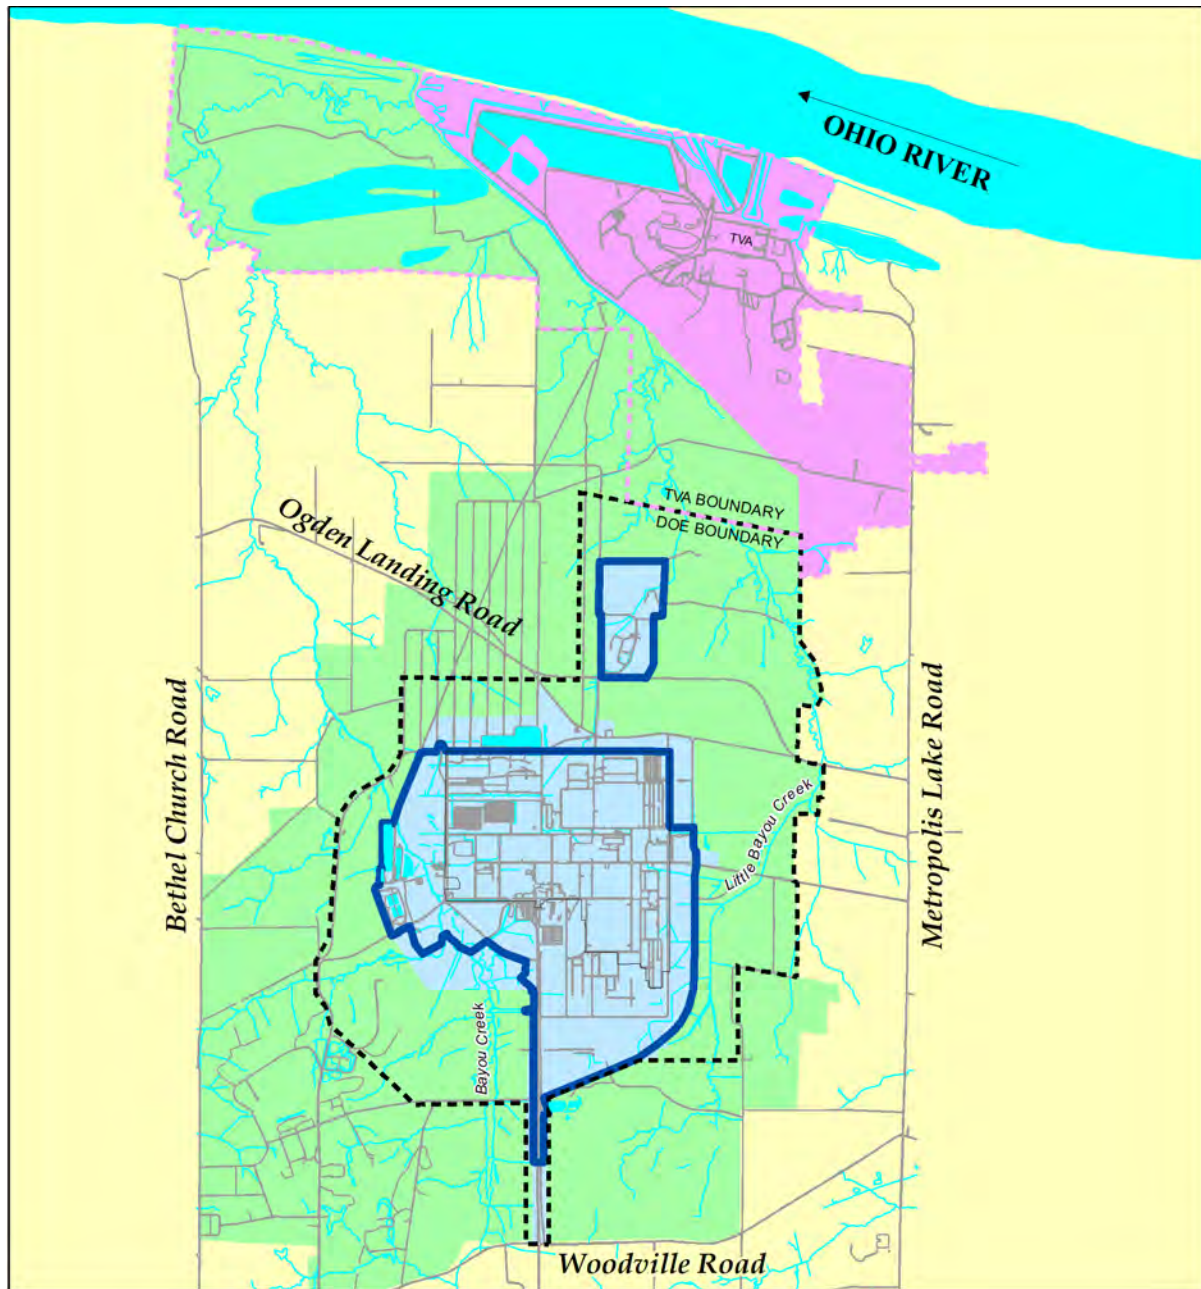 OHIO RIVER
TVA
TVA BOUNDARY
DOE BOUNDARY
Ogden Landing Road
Bethel Church Road
Metropolis Lake Road
Little Bayou Creek
Bayou Creek
Woodville Road